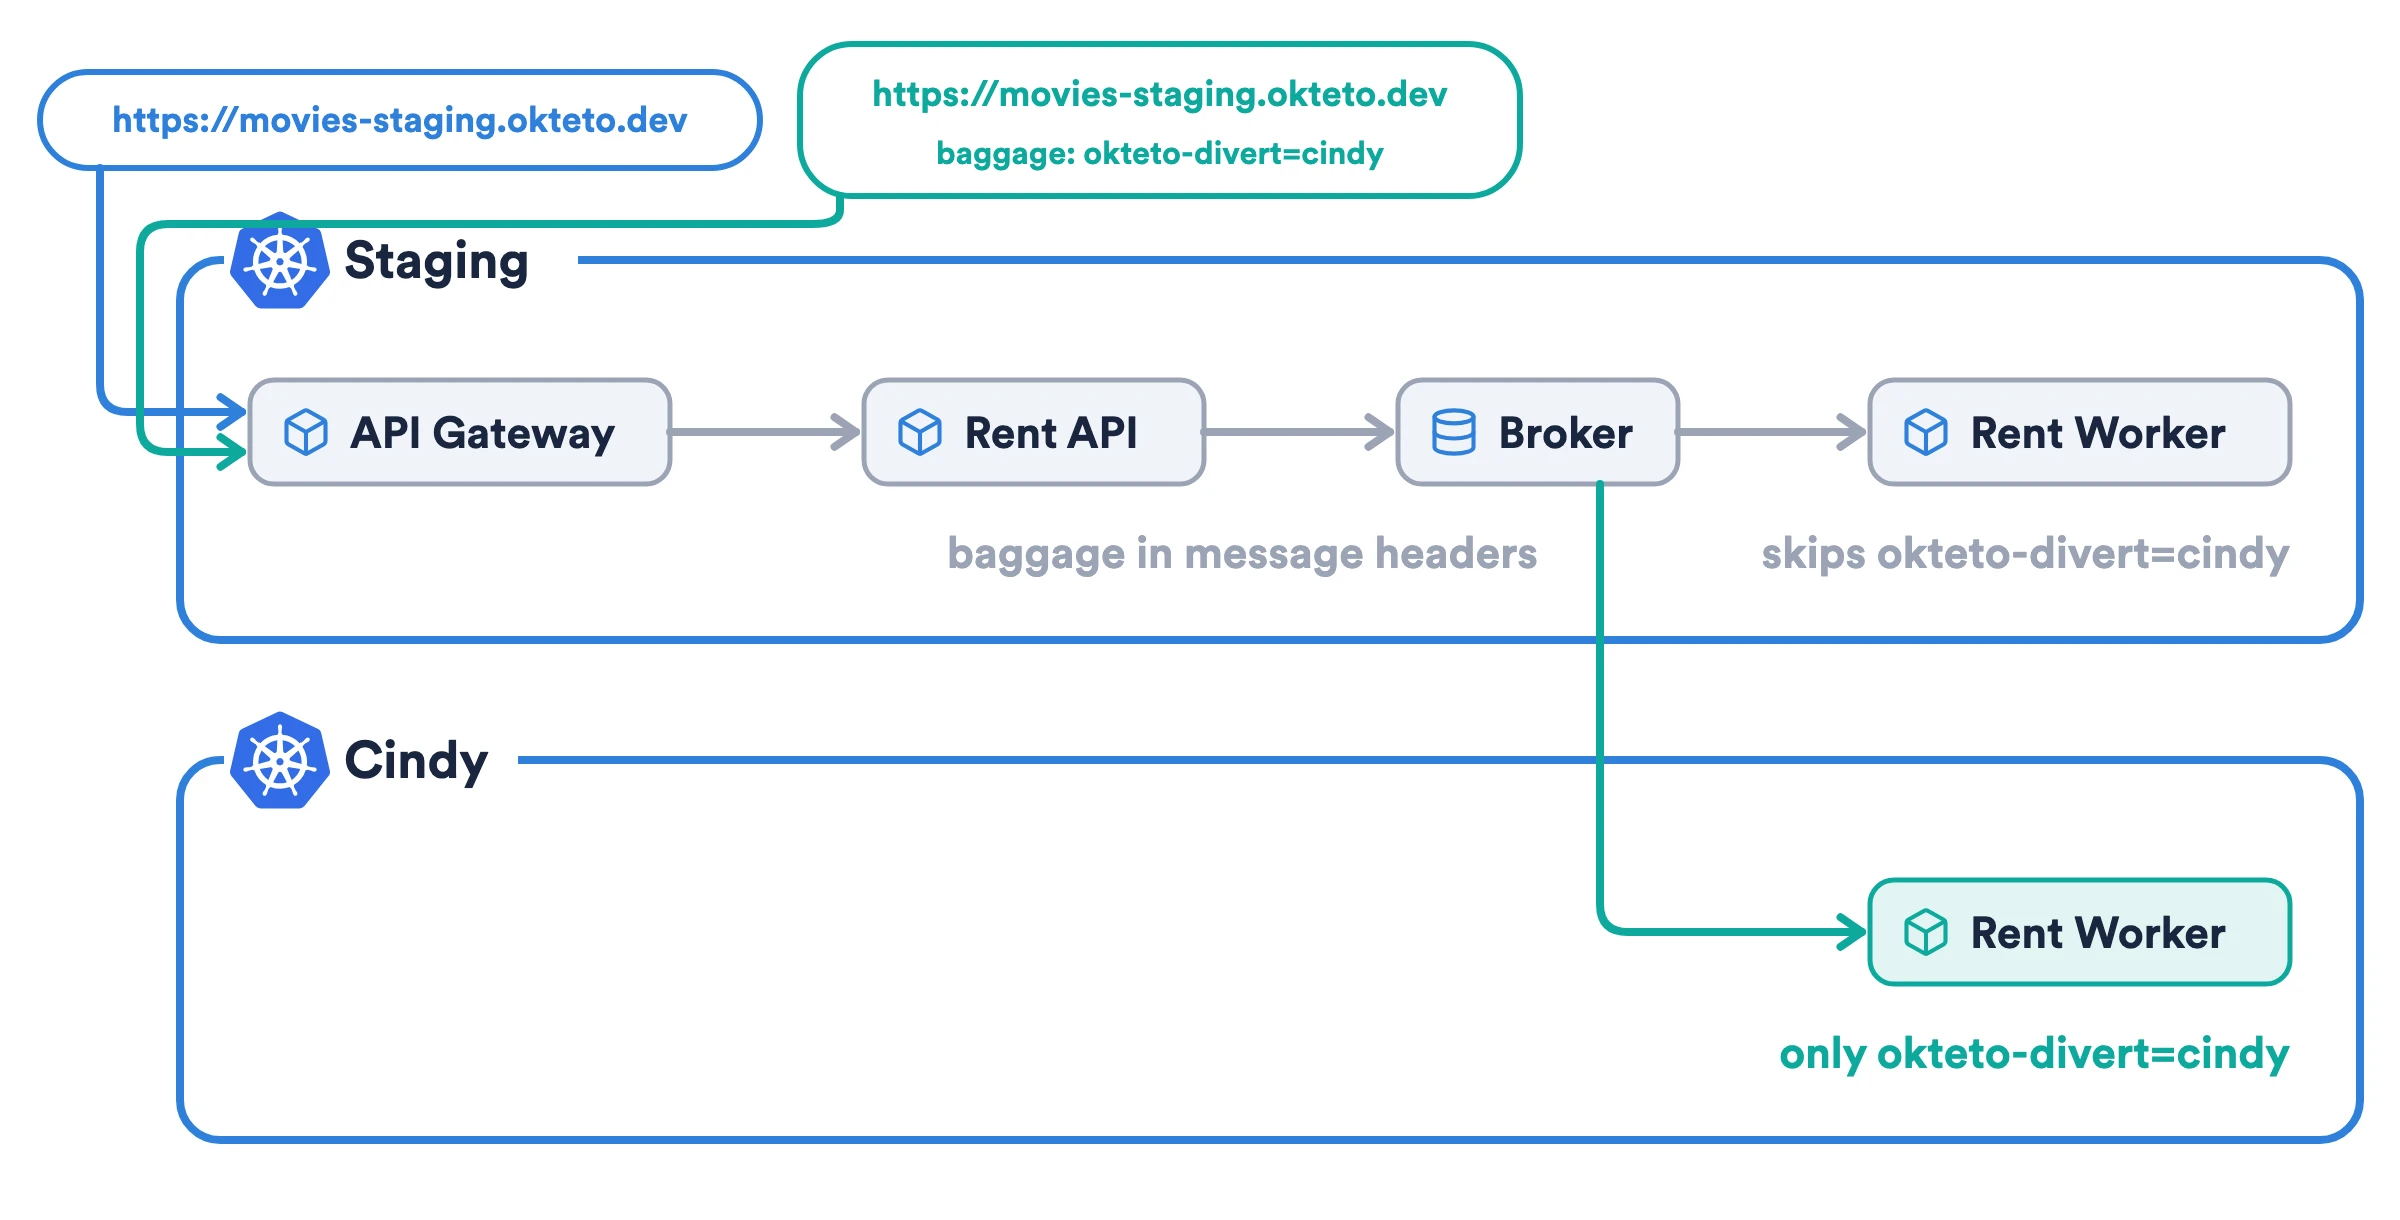 https://movies-staging.okteto.dev
https://movies-staging.okteto.dev
baggage: okteto-divert=cindy
Staging
API Gateway
Rent API
Broker
Rent Worker
baggage in message headers
skips okteto-divert=cindy
Cindy
Rent Worker
only okteto-divert=cindy